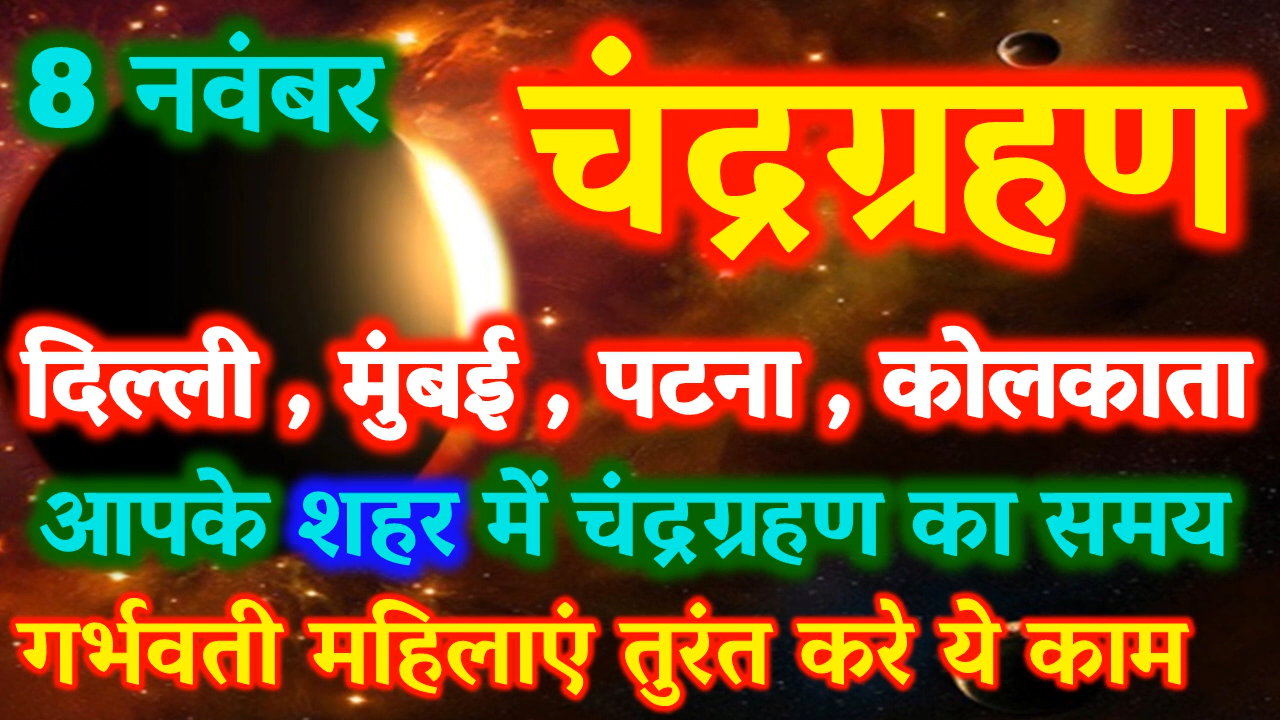 8 नवंबर
चंद्रग्रहण
दिल्ली , मुंबई , पटना , कोलकाता
आपके शहर में चंद्रग्रहण का समय
गर्भवती महिलाएं तुरंत करे ये काम